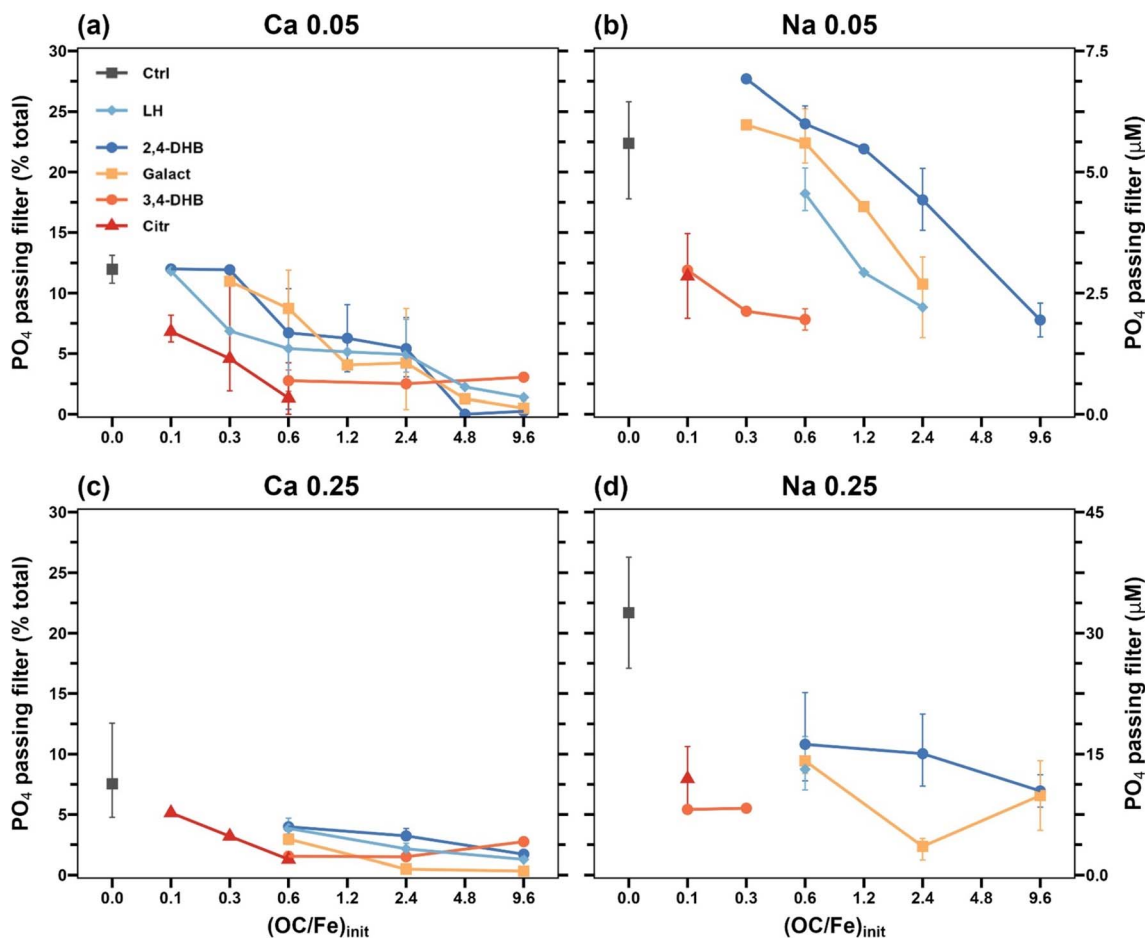 (a) Ca 0.05
(b) Na 0.05
PO4 passing filter (% total)
30
25
20
15
10
5
0
Ctrl
LH
2,4-DHB
Galact
3,4-DHB
Citr
0.0 0.1 0.3 0.6 1.2 2.4 4.8 9.6
0.0 0.1 0.3 0.6 1.2 2.4 4.8 9.6
7.5
5.0
2.5
0.0
PO4 passing filter (μM)
(c) Ca 0.25
(d) Na 0.25
PO4 passing filter (% total)
30
25
20
15
10
5
0
0.0 0.1 0.3 0.6 1.2 2.4 4.8 9.6
(OC/Fe)init
0.0 0.1 0.3 0.6 1.2 2.4 4.8 9.6
(OC/Fe)init
45
33
15
0.0
PO4 passing filter (μM)